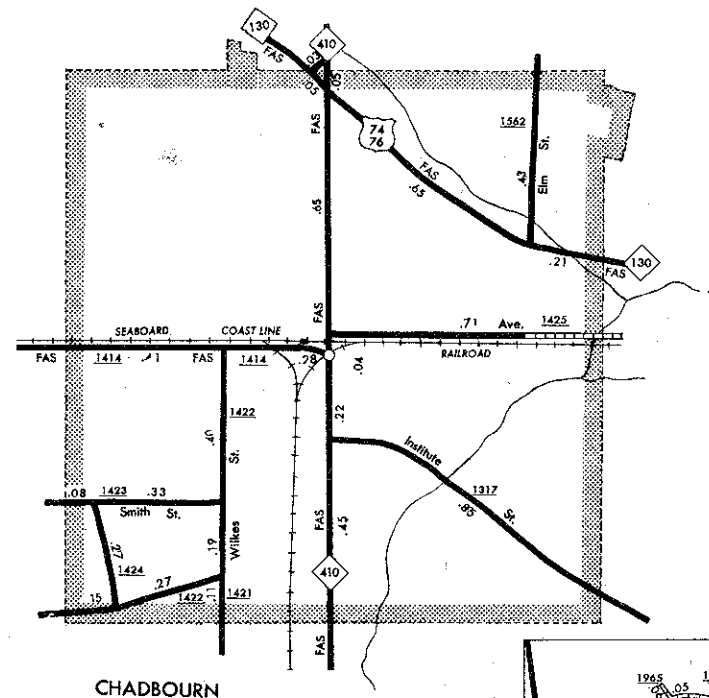 130
FAS
410
.03
.05
.05
FAS
74
76
1562
St.
FAS
.43
Elm
.65
.65
.21
FAS
130
FAS
SEABOARD
COAST LINE
.71 Ave. 1425
RAILROAD
FAS 1414 FAS 1414 .28
.04
1422
.22
.40
St.
Institute
1317
St.
.85
.08 1423 .33
Smith St.
FAS
.45
.27
.19
Wilkes
1424
.27
410
.15
1422
.11
1421
FAS
CHADBOURN
1965
.05